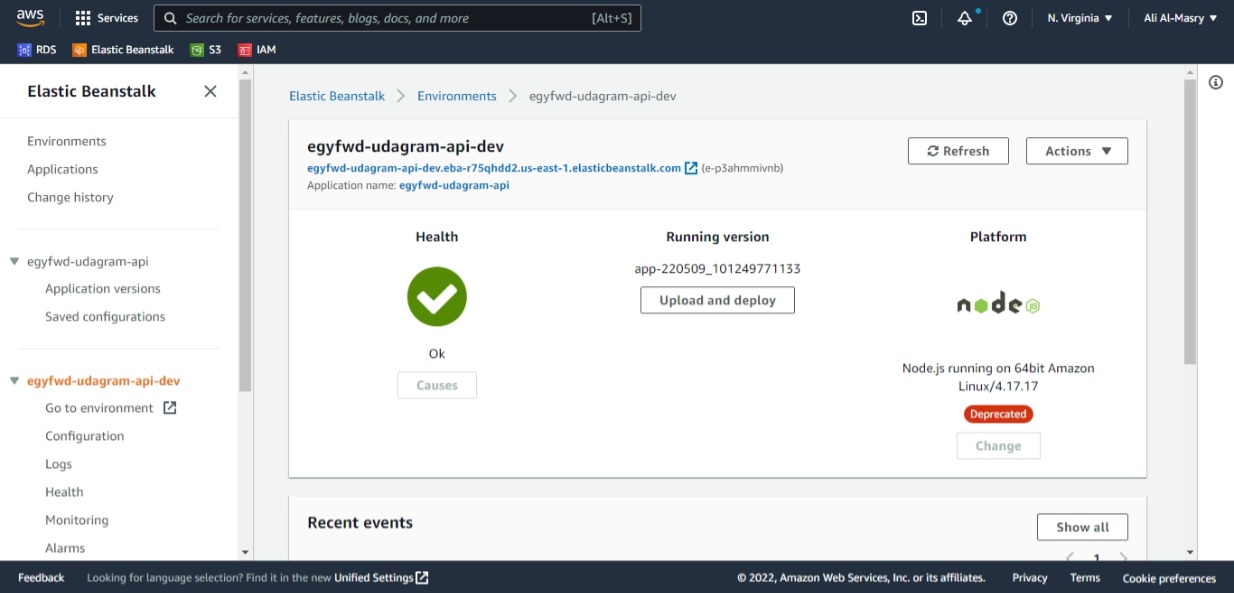 aws
Services
Search for services, features, blogs, docs, and more
[Alt+S]
N. Virginia ▼
Ali Al-Masry ▼
RDS
Elastic Beanstalk
S3
IAM
Elastic Beanstalk
Environments
Applications
Change history
egyfwd-udagram-api
Application versions
Saved configurations
egyfwd-udagram-api-dev
Go to environment
Configuration
Logs
Health
Monitoring
Alarms
Elastic Beanstalk > Environments > egyfwd-udagram-api-dev
egyfwd-udagram-api-dev
egyfwd-udagram-api-dev.eba-r75qhdd2.us-east-1.elasticbeanstalk.com (e-p3ahmmivnb)
Application name: egyfwd-udagram-api
Refresh
Actions ▼
Health
Ok
Causes
Running version
app-220509_101249771133
Upload and deploy
Platform
node JS
Node.js running on 64bit Amazon
Linux/4.17.17
Deprecated
Change
Recent events
Show all
< 1 >
Feedback
Looking for language selection? Find it in the new Unified Settings
© 2022, Amazon Web Services, Inc. or its affiliates.
Privacy
Terms
Cookie preferences